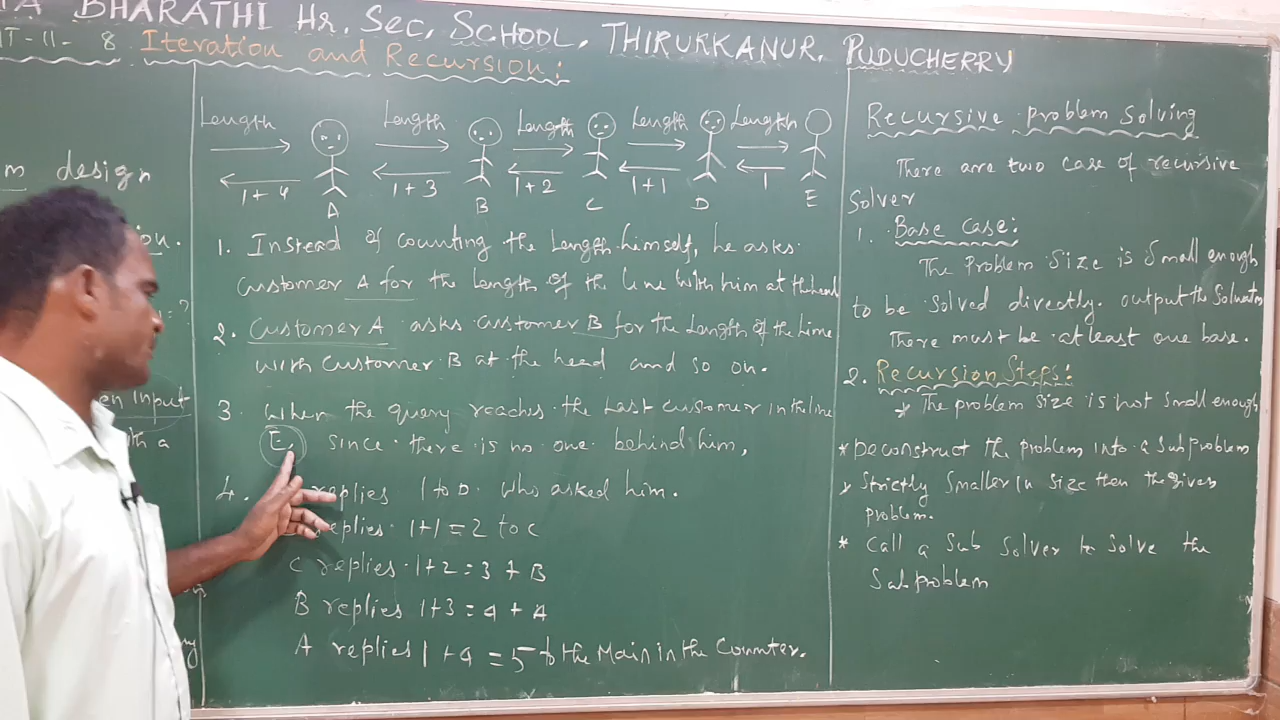 BHARATHI Hr. Sec. SCHOOL, THIRUKKANUR. PUDUCHERRY
IT-II- 8 Iteration and Recursion:
design
ion.
= ?
en Input
th a
Length Length Length Length Length
1+4 1+3 1+2 1+1 1
A B C D E
1. Instead of counting the Length himself, he asks
Customer A for the Length of the Line with him at the head
2. Customer A asks customer B for the Length of the Line
with customer B at the head and so on.
3. When the query reaches the Last customer in the line
E, since there is no one behind him,
4. replies 1 to D. who asked him.
replies 1+1=2 to C
C replies 1+2=3 + B
B replies 1+3=4 + A
A replies 1+4=5 to the Main in the Counter.
Recursive problem Solving
There are two case of recursive
Solver
1. Base Case:
The Problem Size is Small enough
to be Solved directly. output the Solution
There must be at least one base.
2. Recursion Steps:
* The problem size is not Small enough
* Deconstruct the problem into a Subproblem
* Strictly Smaller in size then the given
problem.
* Call a Sub Solver to Solve the
Subproblem